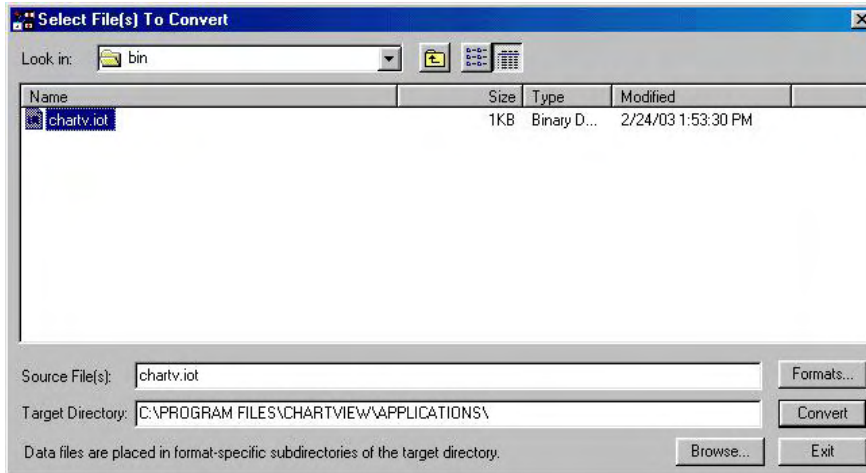 Select File(s) To Convert
Look in: bin
Name Size Type Modified
chartv.iot 1KB Binary D... 2/24/03 1:53:30 PM
Source File(s): chartv.iot Formats...
Target Directory: C:\PROGRAM FILES\CHARTVIEW\APPLICATIONS\ Convert
Data files are placed in format-specific subdirectories of the target directory. Browse... Exit